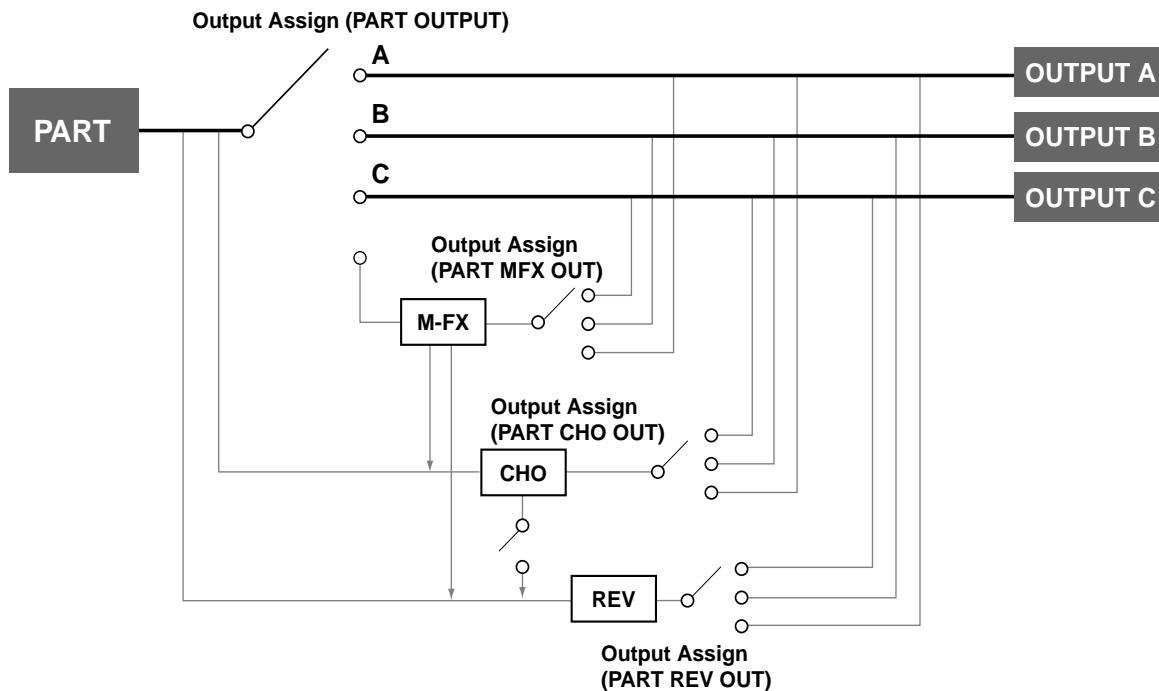 Output Assign (PART OUTPUT)
A
OUTPUT A
PART
B
OUTPUT B
C
OUTPUT C
Output Assign
(PART MFX OUT)
M-FX
Output Assign
(PART CHO OUT)
CHO
REV
Output Assign
(PART REV OUT)